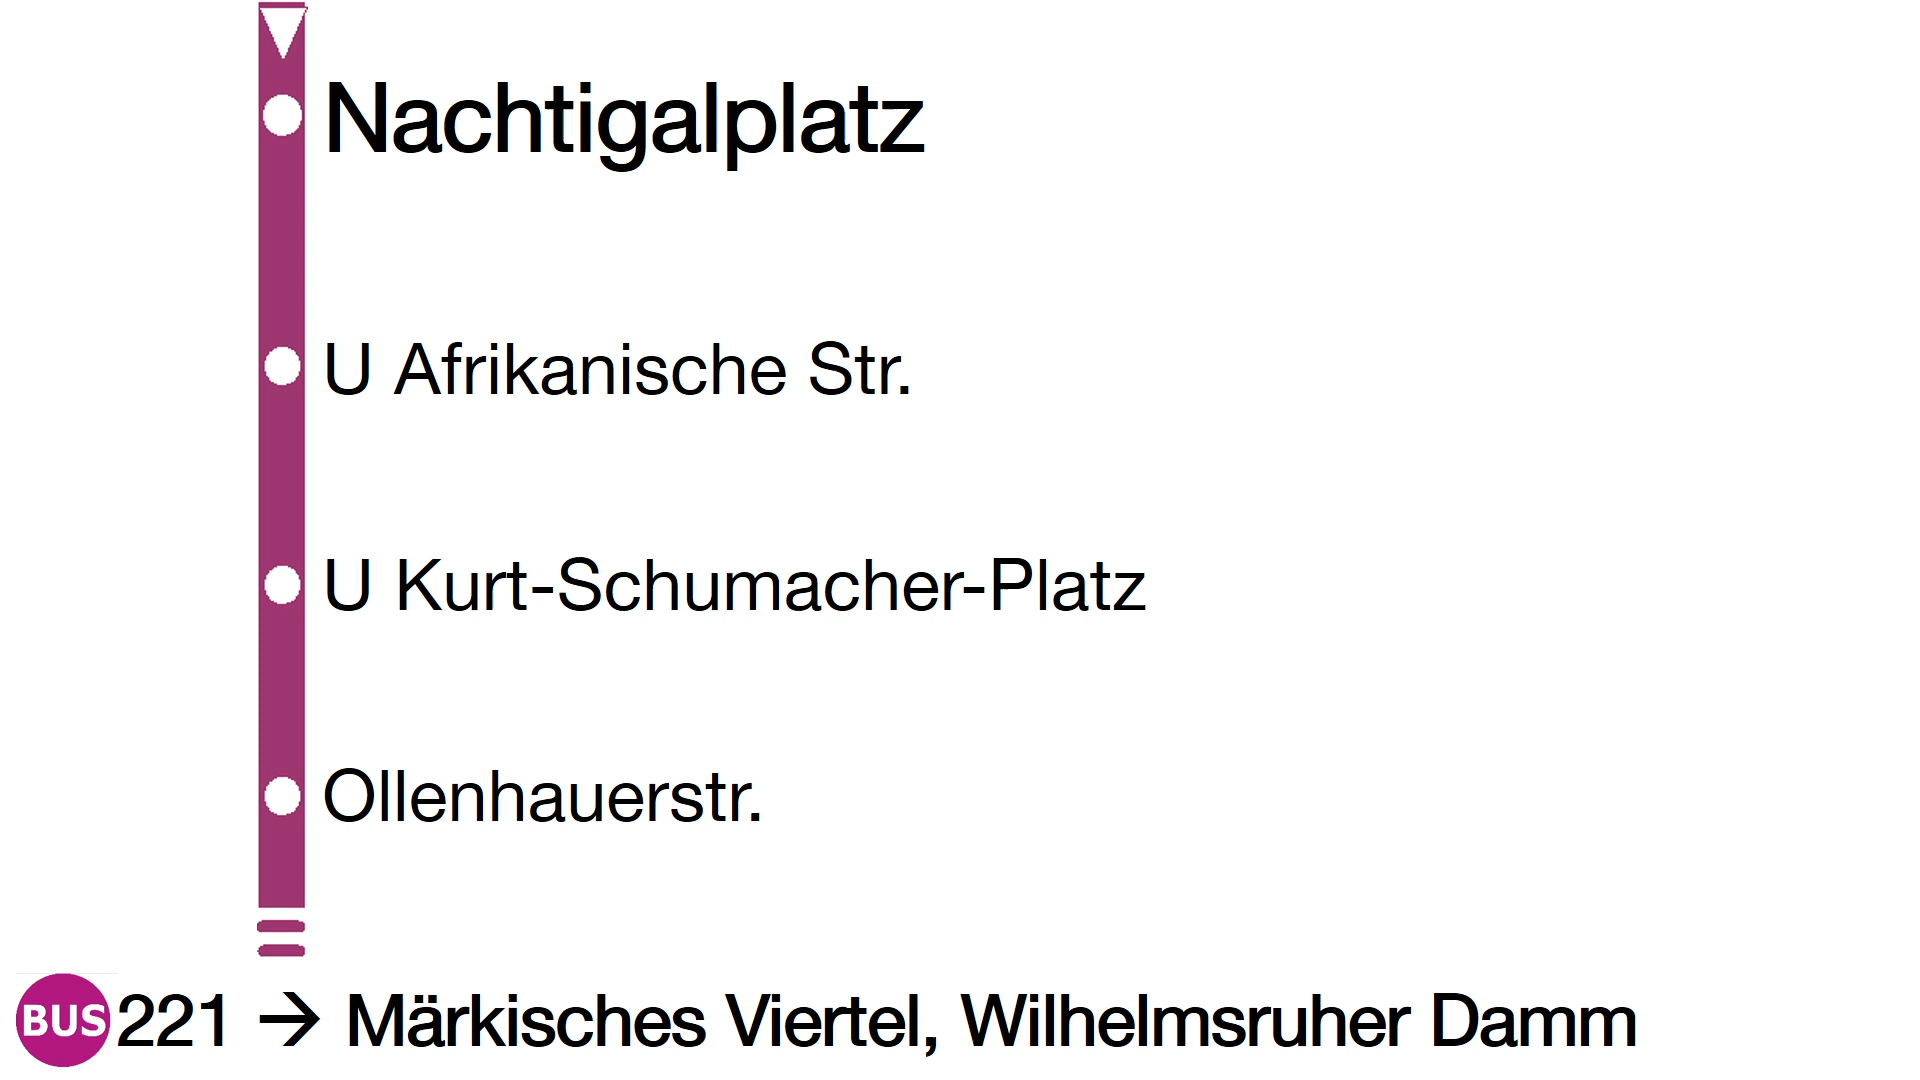 Nachtigalplatz
U Afrikanische Str.
U Kurt-Schumacher-Platz
Ollenhauerstr.
BUS 221 → Märkisches Viertel, Wilhelmsruher Damm